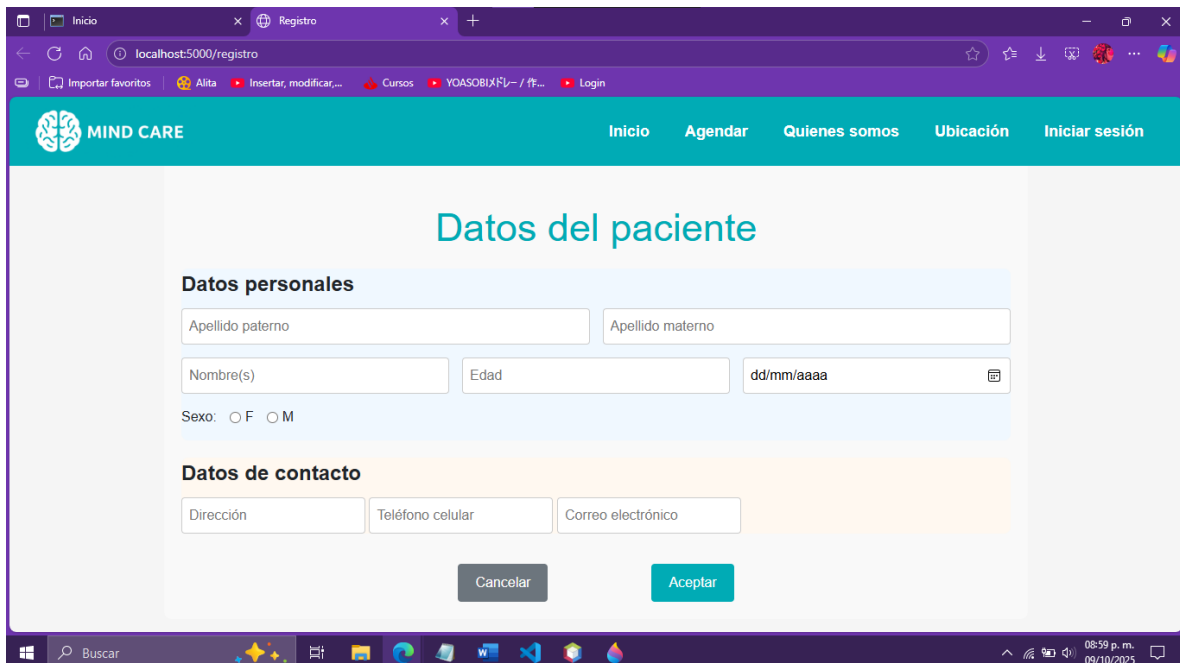 Inicio
Registro
localhost:5000/registro
Importar favoritos
Alita
Insertar, modificar,...
Cursos
YOASOBIメドレー / 作...
Login
MIND CARE
Inicio
Agendar
Quienes somos
Ubicación
Iniciar sesión
Datos del paciente
Datos personales
Apellido paterno
Apellido materno
Nombre(s)
Edad
dd/mm/aaaa
Sexo: F M
Datos de contacto
Dirección
Teléfono celular
Correo electrónico
Cancelar
Aceptar
Buscar
08:59 p. m.
09/10/2025